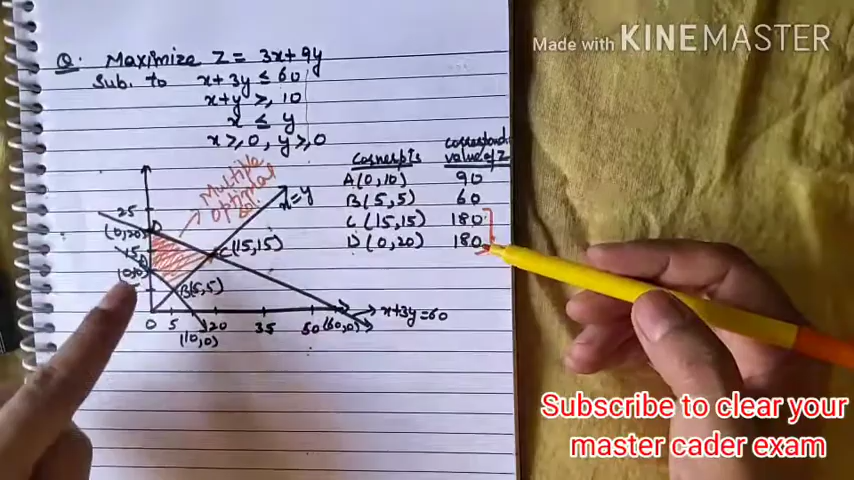 Made with KINEMASTER
Q. Maximize Z = 3x+9y
Sub. to x+3y ≤ 60
x+y ≥ 10
x ≤ y
x ≥ 0, y ≥ 0
Corner pts
Correspond
value of Z
A(0,10) 90
B(5,5) 60
C(15,15) 180
D(0,20) 180
Multiple
optimal
x=y
25
(0,20) D
15
C(15,15)
B(5,5)
x+3y=60
0 5 20 35 50 (60,0)
(10,0)
Subscribe to clear your
master cader exam